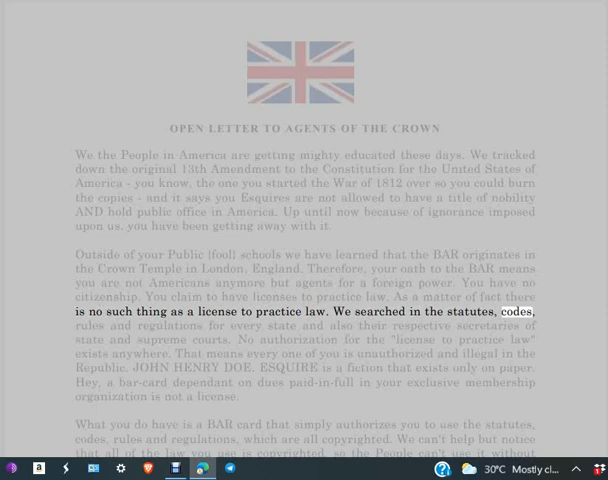 OPEN LETTER TO AGENTS OF THE CROWN
We the People in America are getting mighty educated these days. We tracked
down the original 13th Amendment to the Constitution for the United States of
America - you know, the one you started the War of 1812 over so you could burn
the copies - and it says you Esquires are not allowed to have a title of nobility
AND hold public office in America. Up until now because of ignorance imposed
upon us, you have been getting away with it.
Outside of your Public {fool} schools we have learned that the BAR originates in
the Crown Temple in London, England. Therefore, your oath to the BAR means
you are not Americans anymore but agents for a foreign power. You have no
citizenship. You claim to have licenses to practice law. As a matter of fact there
is no such thing as a license to practice law. We searched in the statutes, codes,
rules and regulations for every state and also their respective secretaries of
state and supreme courts. No authorization for the "license to practice law"
exists anywhere. That means every one of you is unauthorized and illegal in the
Republic. JOHN HENRY DOE, ESQUIRE is a fiction that exists only on paper.
Hey, a bar-card dependant on dues paid-in-full in your exclusive membership
organization is not a license.
What you do have is a BAR card that simply authorizes you to use the statutes,
codes, rules and regulations, which are all copyrighted. We can't help but notice
that all of the law you use is copyrighted, so the People can't use it without
30°C Mostly cl...